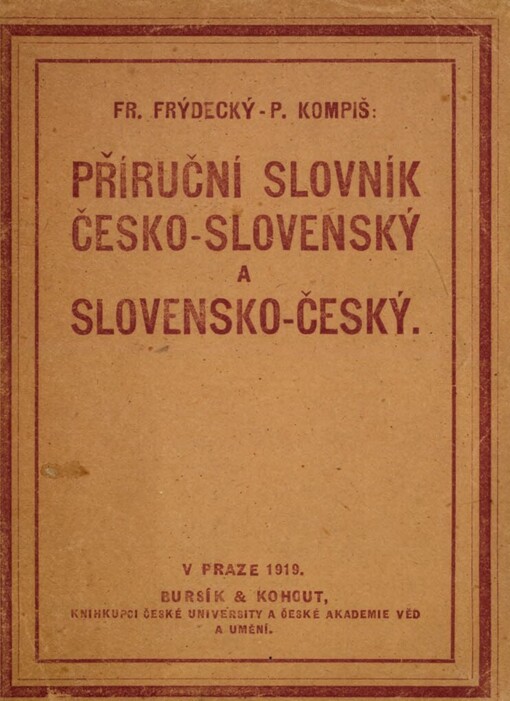 FR. FRÝDECKÝ - P. KOMPIŠ:
PŘÍRUČNÍ SLOVNÍK
ČESKO-SLOVENSKÝ
A
SLOVENSKO-ČESKÝ.
V PRAZE 1919.
BURSÍK & KOHOUT,
KNIHKUPCI ČESKÉ UNIVERSITY A ČESKÉ AKADEMIE VĚD
A UMĚNÍ.